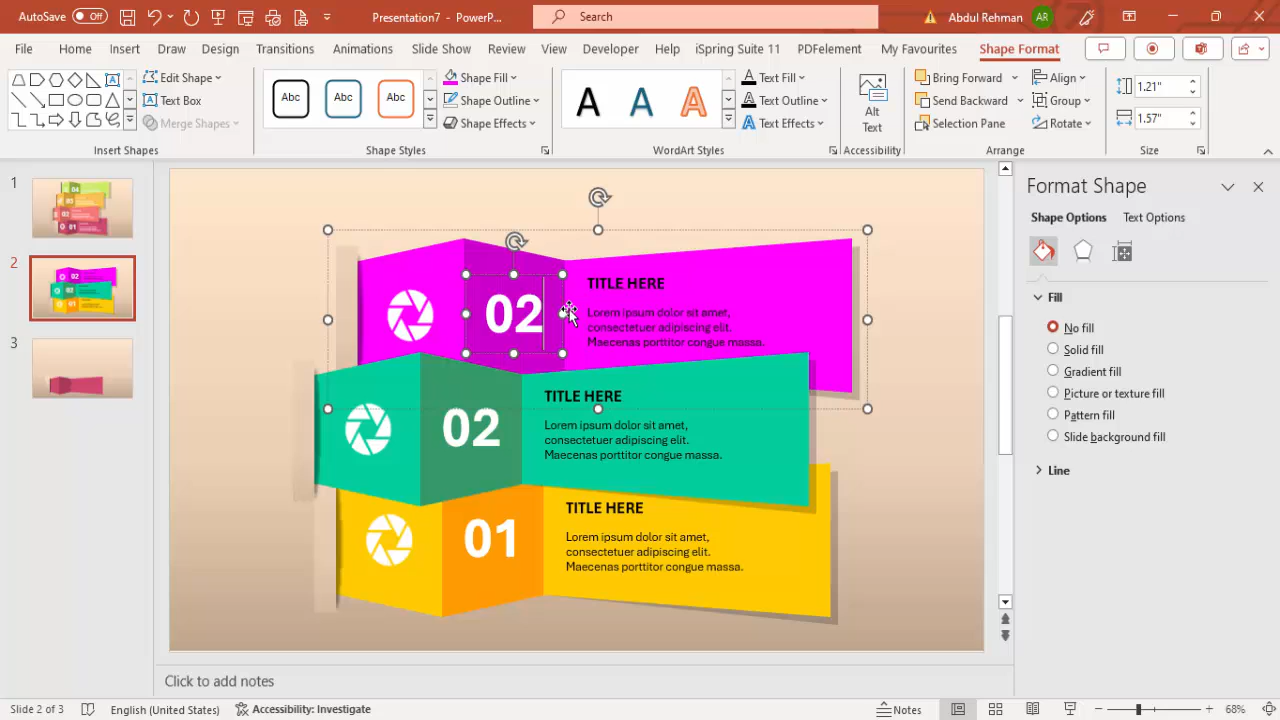 AutoSave Off Presentation7 - PowerP... Search Abdul Rehman AR
File Home Insert Draw Design Transitions Animations Slide Show Review View Developer Help iSpring Suite 11 PDFelement My Favourites Shape Format
Edit Shape Text Box Merge Shapes
Insert Shapes
Abc Abc Abc
Shape Fill Shape Outline Shape Effects
Shape Styles
A A A
Text Fill Text Outline Text Effects
WordArt Styles
Alt Text
Accessibility
Bring Forward Send Backward Selection Pane Align Group Rotate
Arrange
1.21"
1.57"
Size
1
2
3
02
TITLE HERE
Lorem ipsum dolor sit amet,
consectetuer adipiscing elit.
Maecenas porttitor congue massa.
02
TITLE HERE
Lorem ipsum dolor sit amet,
consectetuer adipiscing elit.
Maecenas porttitor congue massa.
01
TITLE HERE
Lorem ipsum dolor sit amet,
consectetuer adipiscing elit.
Maecenas porttitor congue massa.
Format Shape
Shape Options Text Options
Fill
No fill
Solid fill
Gradient fill
Picture or texture fill
Pattern fill
Slide background fill
Line
Click to add notes
Slide 2 of 3 English (United States) Accessibility: Investigate Notes 68%